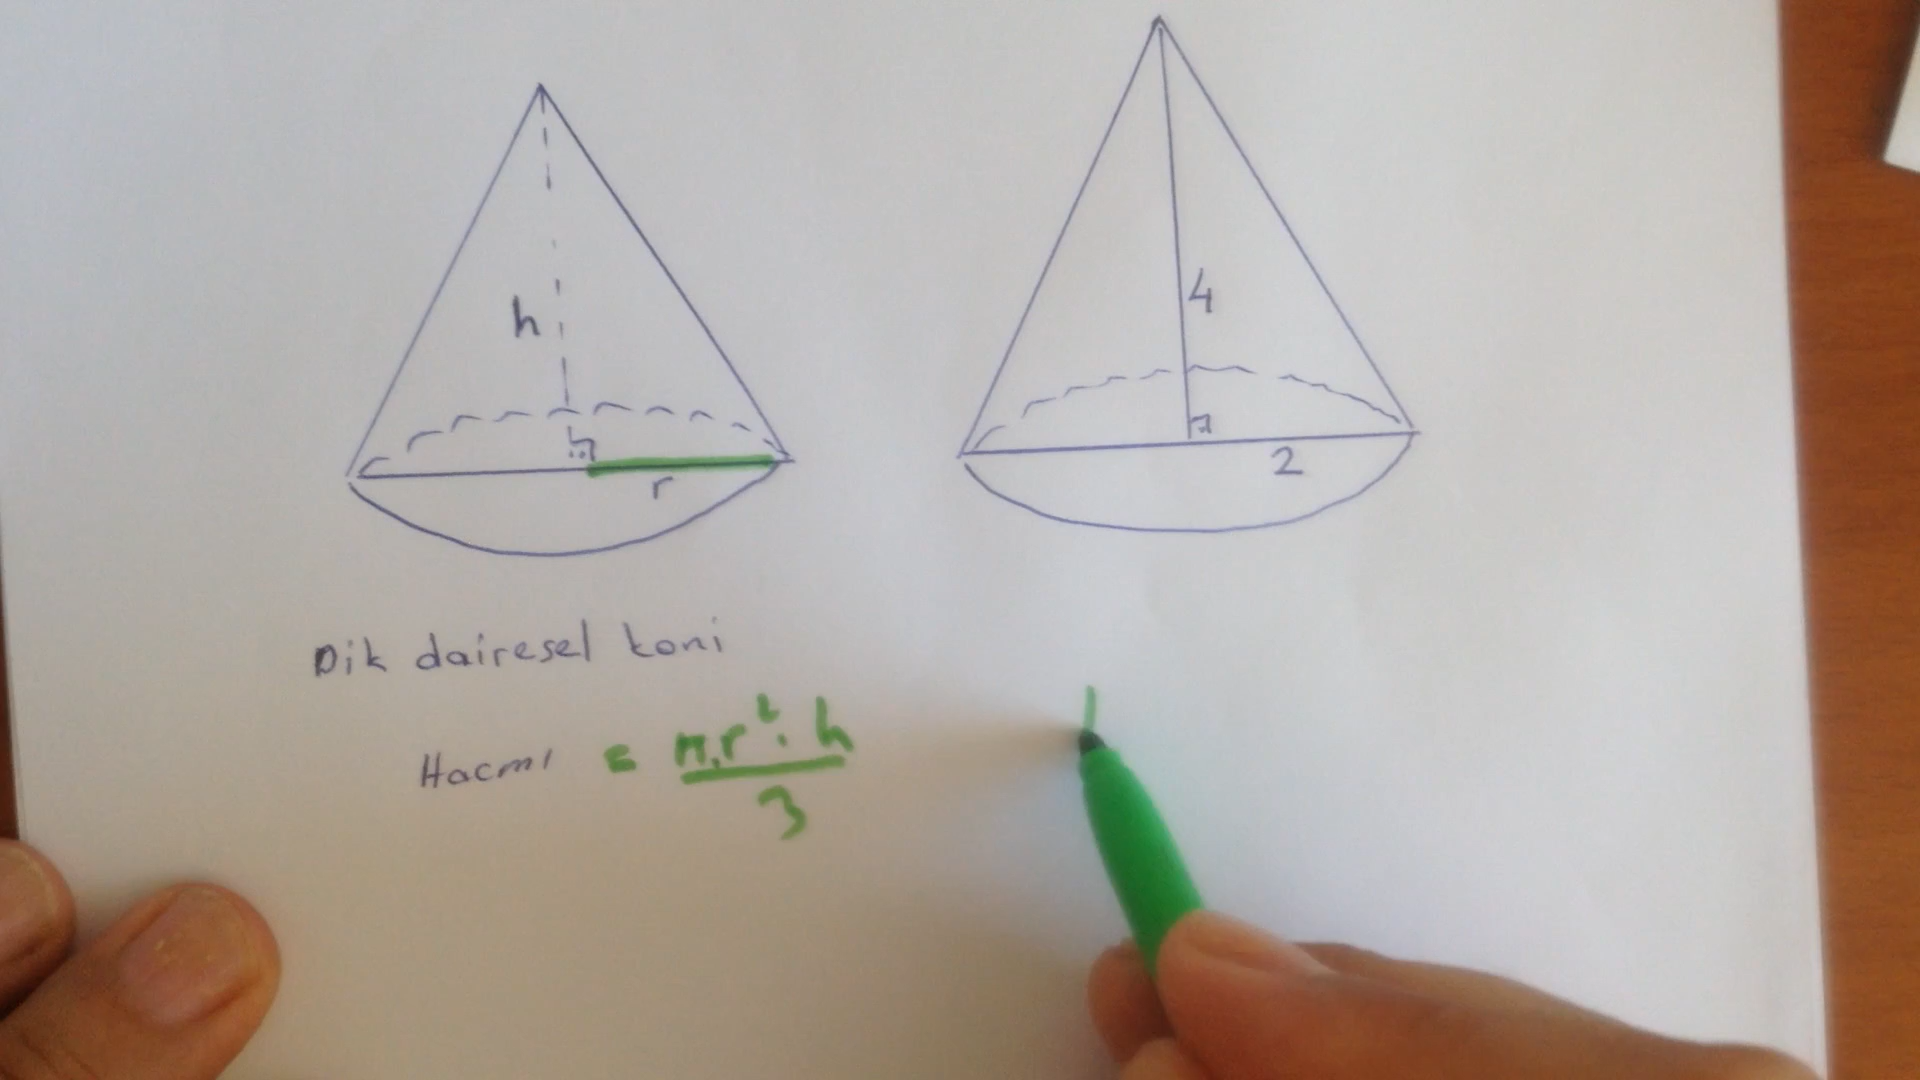 h
r
4
2
Dik dairesel koni
Hacmi = π.r².h
3